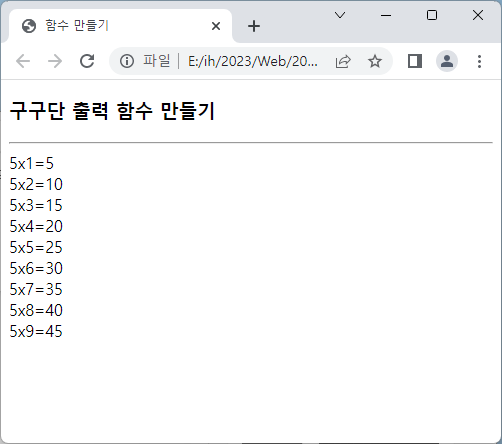 함수 만들기
파일
E:/ih/2023/Web/20...
구구단 출력 함수 만들기
5x1=5
5x2=10
5x3=15
5x4=20
5x5=25
5x6=30
5x7=35
5x8=40
5x9=45